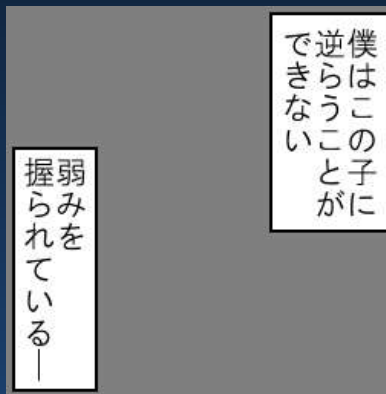 僕はこの子に
逆らうことが
できない
弱みを
握られている―